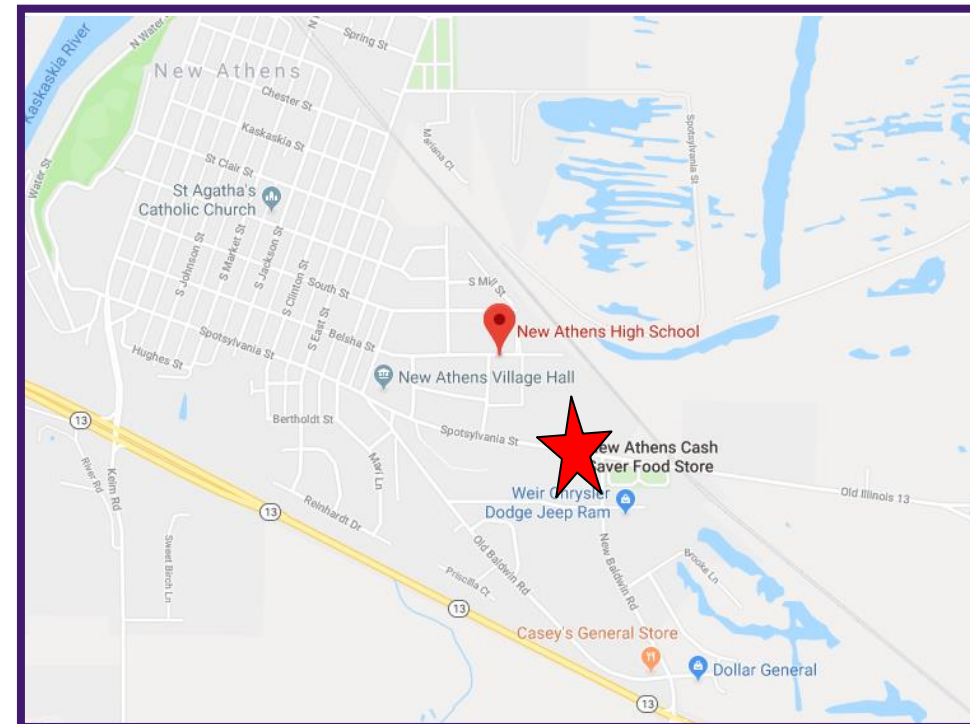 Kaskaskia River
N Water St
Spring St
New Athens
Chester St
Kaskaskia St
Mariana Ct
Spotsylvania St
St Clair St
Water St
St Agatha's
Catholic Church
S Johnson St
S Market St
S Jackson St
S Clinton St
South St
S Mill St
S East St
Belsha St
New Athens High School
Spotsylvania St
Hughes St
New Athens Village Hall
Bertholdt St
13
Spotsylvania St
New Athens Cash
Saver Food Store
Mari Ln
River Rd
Keim Rd
Weir Chrysler
Dodge Jeep Ram
Old Illinois 13
Reinhardt Dr
13
Sweet Birch Ln
Old Baldwin Rd
New Baldwin Rd
Brooke Ln
Priscilla Ct
13
Casey's General Store
Dollar General
13